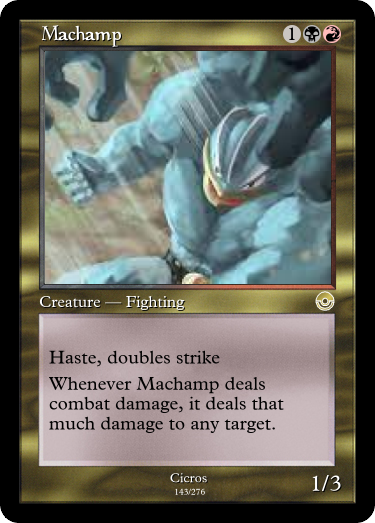 Machamp 1
Creature — Fighting
Haste, doubles strike
Whenever Machamp deals
combat damage, it deals that
much damage to any target.
Cicros
143/276
1/3